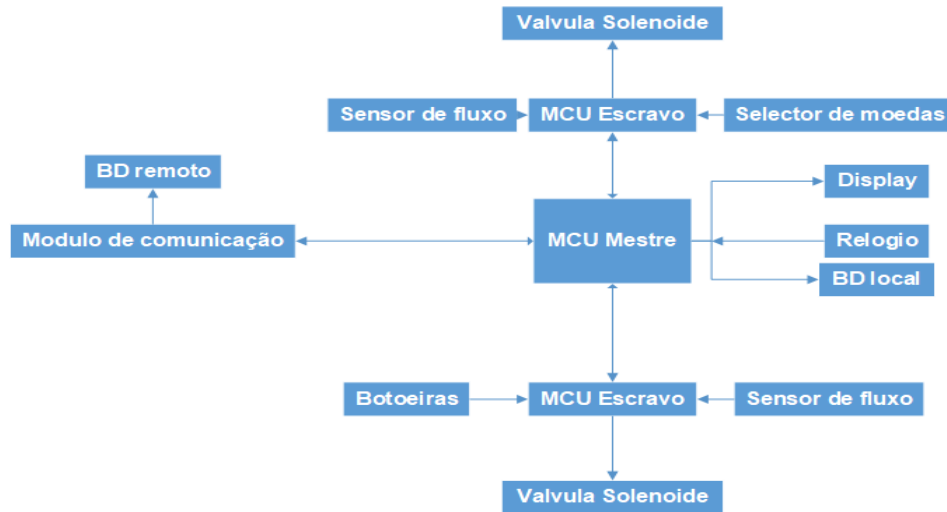 Valvula Solenoide
Sensor de fluxo
MCU Escravo
Selector de moedas
BD remoto
Display
Modulo de comunicação
MCU Mestre
Relogio
BD local
Botoeiras
MCU Escravo
Sensor de fluxo
Valvula Solenoide